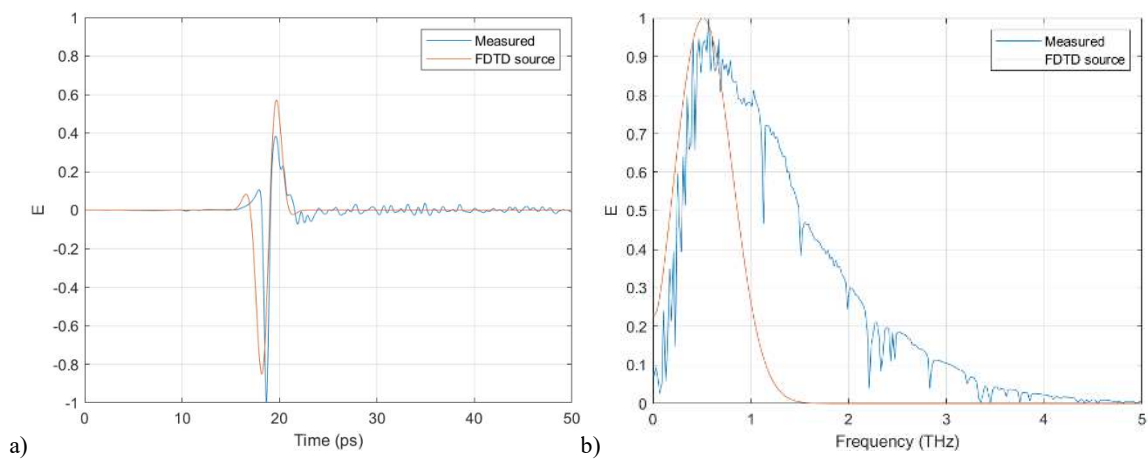 1
0.8
0.6
0.4
0.2
0
-0.2
-0.4
-0.6
-0.8
-1
E
Measured
FDTD source
0 10 20 30 40 50
Time (ps)
a)
1
0.9
0.8
0.7
0.6
0.5
0.4
0.3
0.2
0.1
0
E
Measured
FDTD source
0 1 2 3 4 5
Frequency (THz)
b)